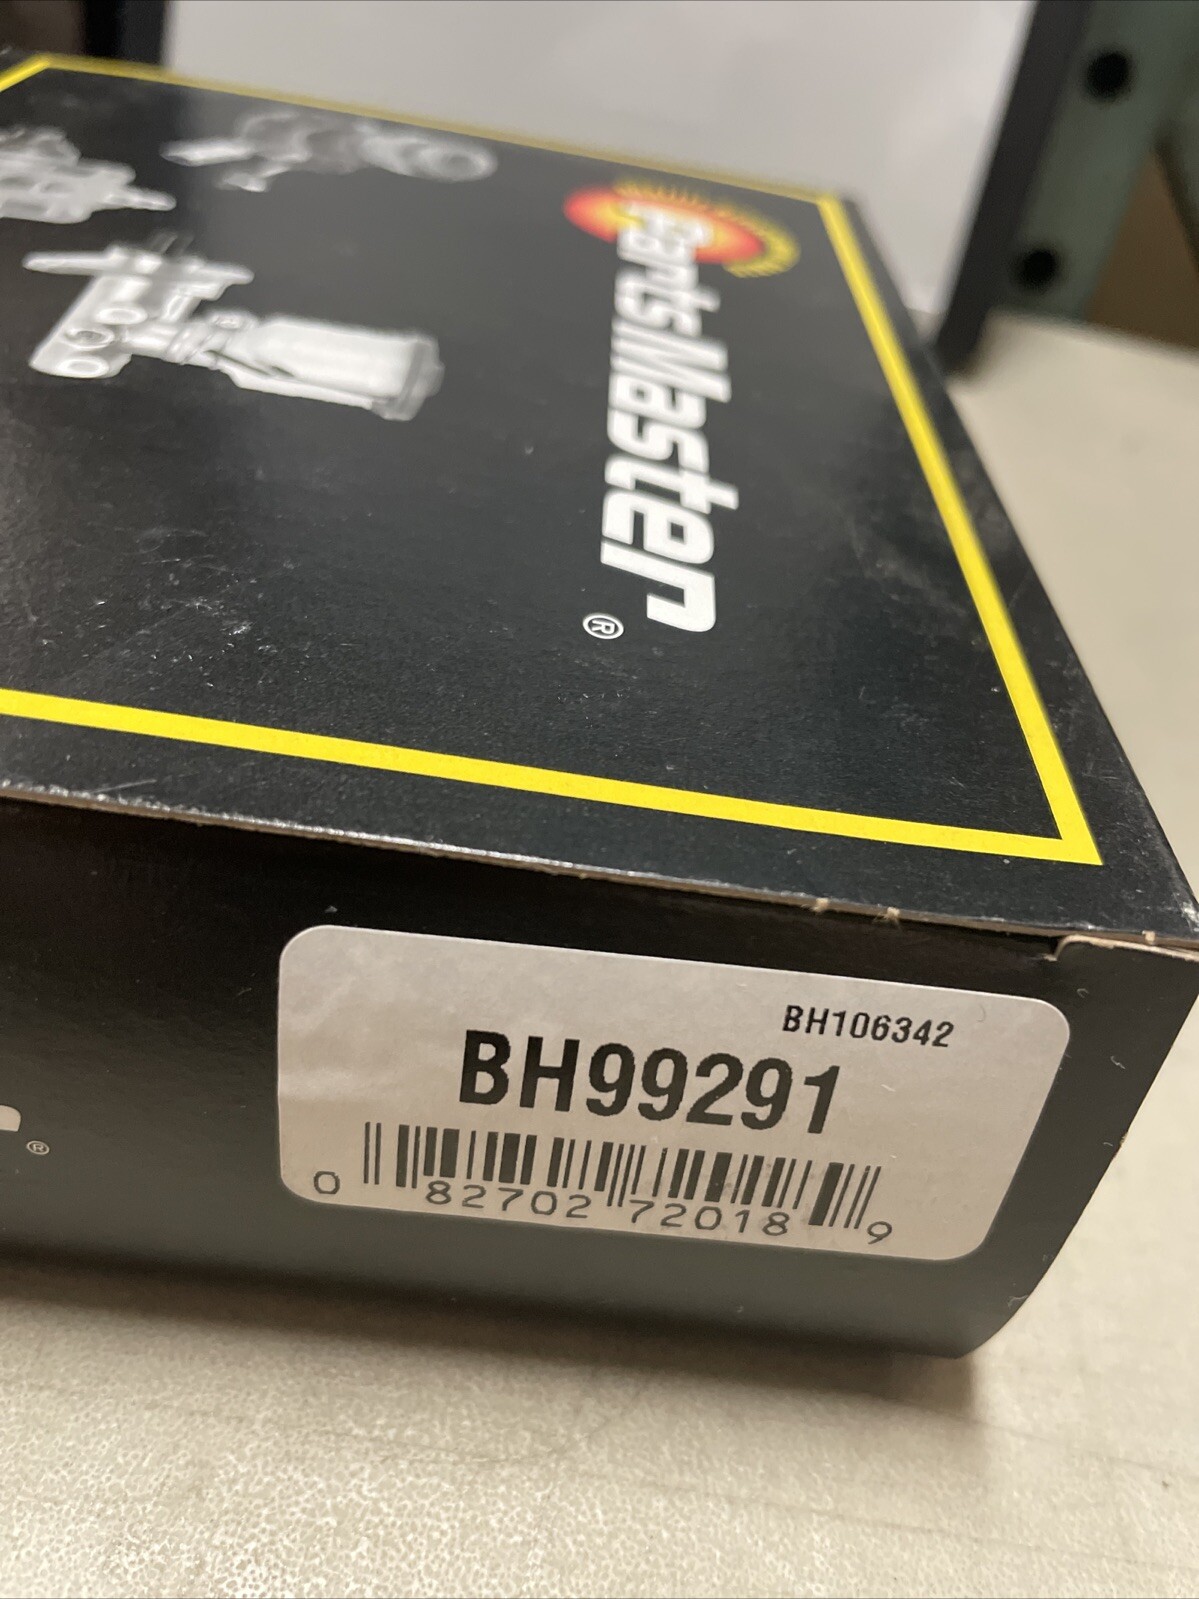 PartsMaster®
BH106342
BH99291
0 82702 72018 9
®